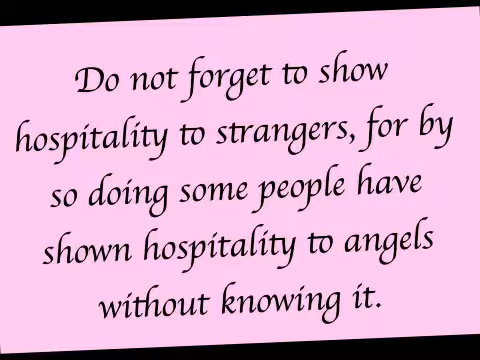 Do not forget to show
hospitality to strangers, for by
so doing some people have
shown hospitality to angels
without knowing it.